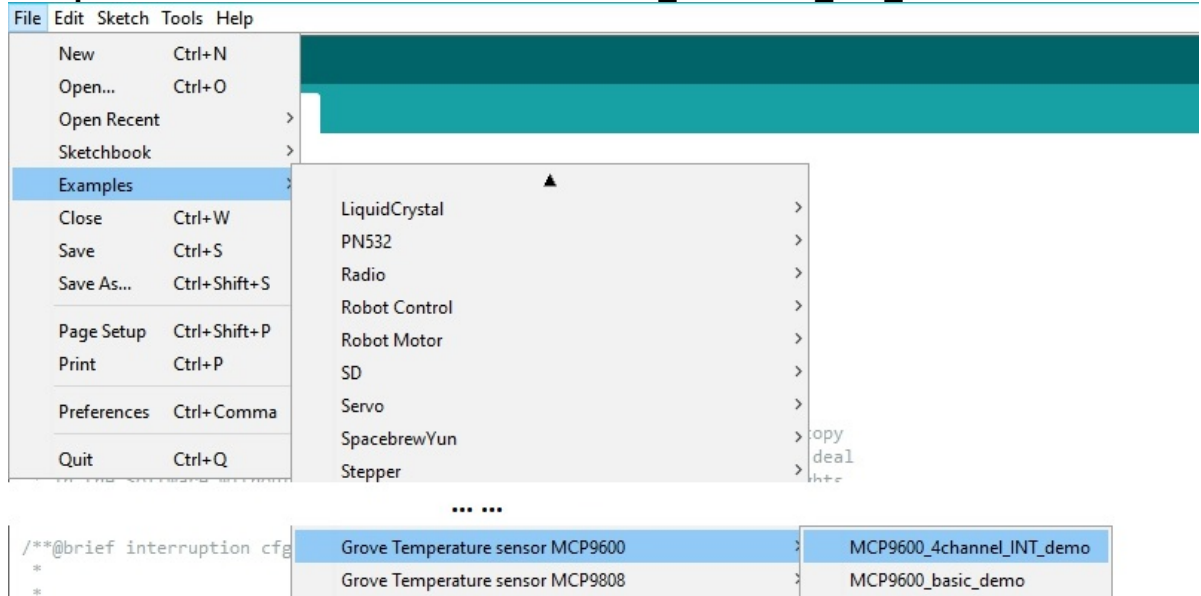 File Edit Sketch Tools Help
New Ctrl+N
Open... Ctrl+O
Open Recent
Sketchbook
Examples
Close Ctrl+W
Save Ctrl+S
Save As... Ctrl+Shift+S
Page Setup Ctrl+Shift+P
Print Ctrl+P
Preferences Ctrl+Comma
Quit Ctrl+Q
LiquidCrystal
PN532
Radio
Robot Control
Robot Motor
SD
Servo
SpacebrewYun
Stepper
opy
deal
... ...
/**@brief interruption cfg
*
*
Grove Temperature sensor MCP9600
Grove Temperature sensor MCP9808
MCP9600_4channel_INT_demo
MCP9600_basic_demo